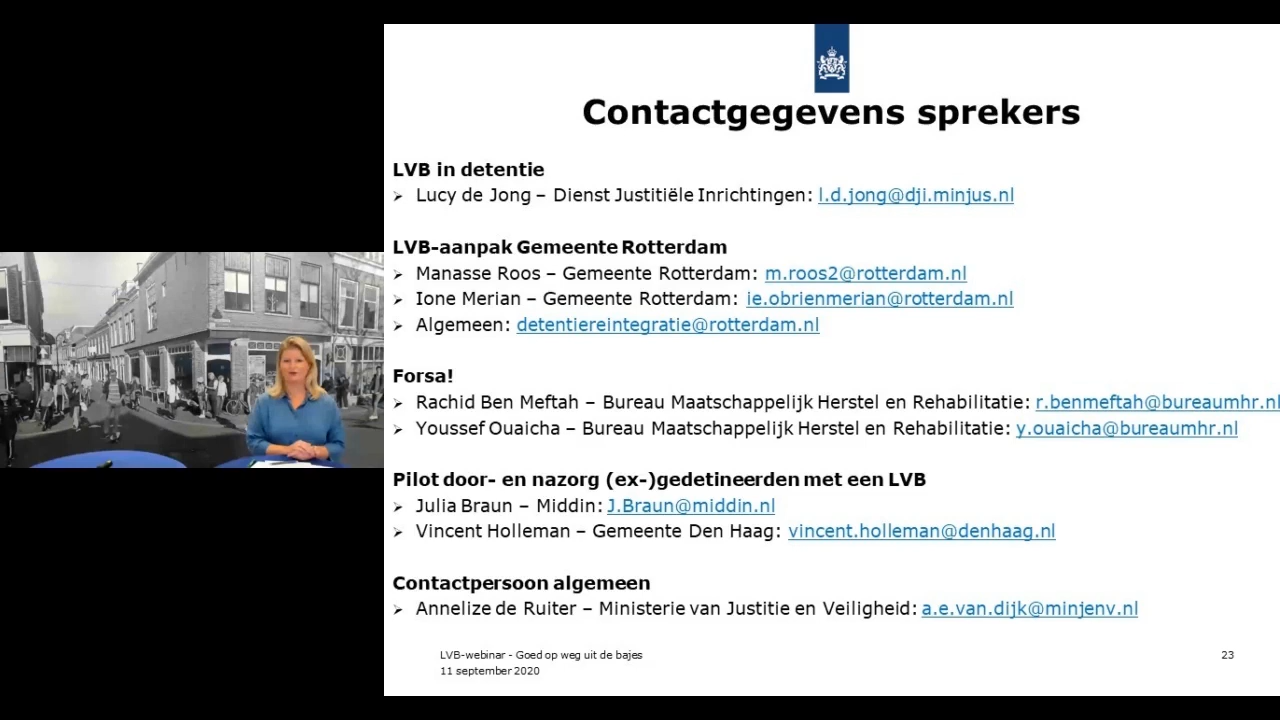 Contactgegevens sprekers
LVB in detentie
Lucy de Jong – Dienst Justitiële Inrichtingen: l.d.jong@dji.minjus.nl
LVB-aanpak Gemeente Rotterdam
Manasse Roos – Gemeente Rotterdam: m.roos2@rotterdam.nl
Ione Merian – Gemeente Rotterdam: ie.obrienmerian@rotterdam.nl
Algemeen: detentiereintegratie@rotterdam.nl
Forsa!
Rachid Ben Meftah – Bureau Maatschappelijk Herstel en Rehabilitatie: r.benmeftah@bureaumhr.nl
Youssef Ouaicha – Bureau Maatschappelijk Herstel en Rehabilitatie: y.ouaicha@bureaumhr.nl
Pilot door- en nazorg (ex-)gedetineerden met een LVB
Julia Braun – Middin: J.Braun@middin.nl
Vincent Holleman – Gemeente Den Haag: vincent.holleman@denhaag.nl
Contactpersoon algemeen
Annelize de Ruiter – Ministerie van Justitie en Veiligheid: a.e.van.dijk@minjenv.nl
LVB-webinar - Goed op weg uit de bajes
11 september 2020
23